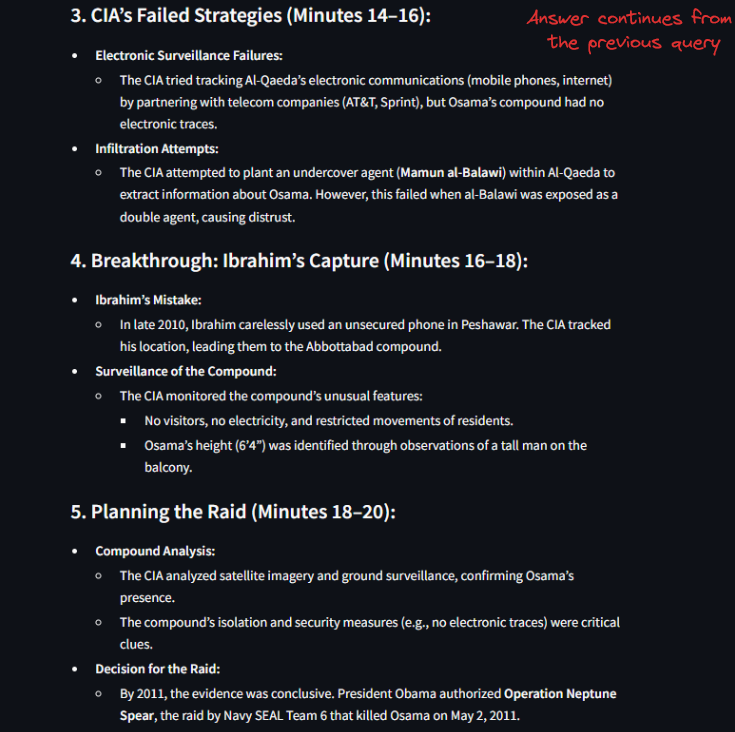 3. CIA's Failed Strategies (Minutes 14–16):
Answer continues from
the previous query
• Electronic Surveillance Failures:
○ The CIA tried tracking Al-Qaeda's electronic communications (mobile phones, internet)
by partnering with telecom companies (AT&T, Sprint), but Osama's compound had no
electronic traces.
• Infiltration Attempts:
○ The CIA attempted to plant an undercover agent (Mamun al-Balawi) within Al-Qaeda to
extract information about Osama. However, this failed when al-Balawi was exposed as a
double agent, causing distrust.
4. Breakthrough: Ibrahim's Capture (Minutes 16–18):
• Ibrahim's Mistake:
○ In late 2010, Ibrahim carelessly used an unsecured phone in Peshawar. The CIA tracked
his location, leading them to the Abbottabad compound.
• Surveillance of the Compound:
○ The CIA monitored the compound's unusual features:
▪ No visitors, no electricity, and restricted movements of residents.
▪ Osama's height (6'4") was identified through observations of a tall man on the
balcony.
5. Planning the Raid (Minutes 18–20):
• Compound Analysis:
○ The CIA analyzed satellite imagery and ground surveillance, confirming Osama's
presence.
○ The compound's isolation and security measures (e.g., no electronic traces) were critical
clues.
• Decision for the Raid:
○ By 2011, the evidence was conclusive. President Obama authorized Operation Neptune
Spear, the raid by Navy SEAL Team 6 that killed Osama on May 2, 2011.